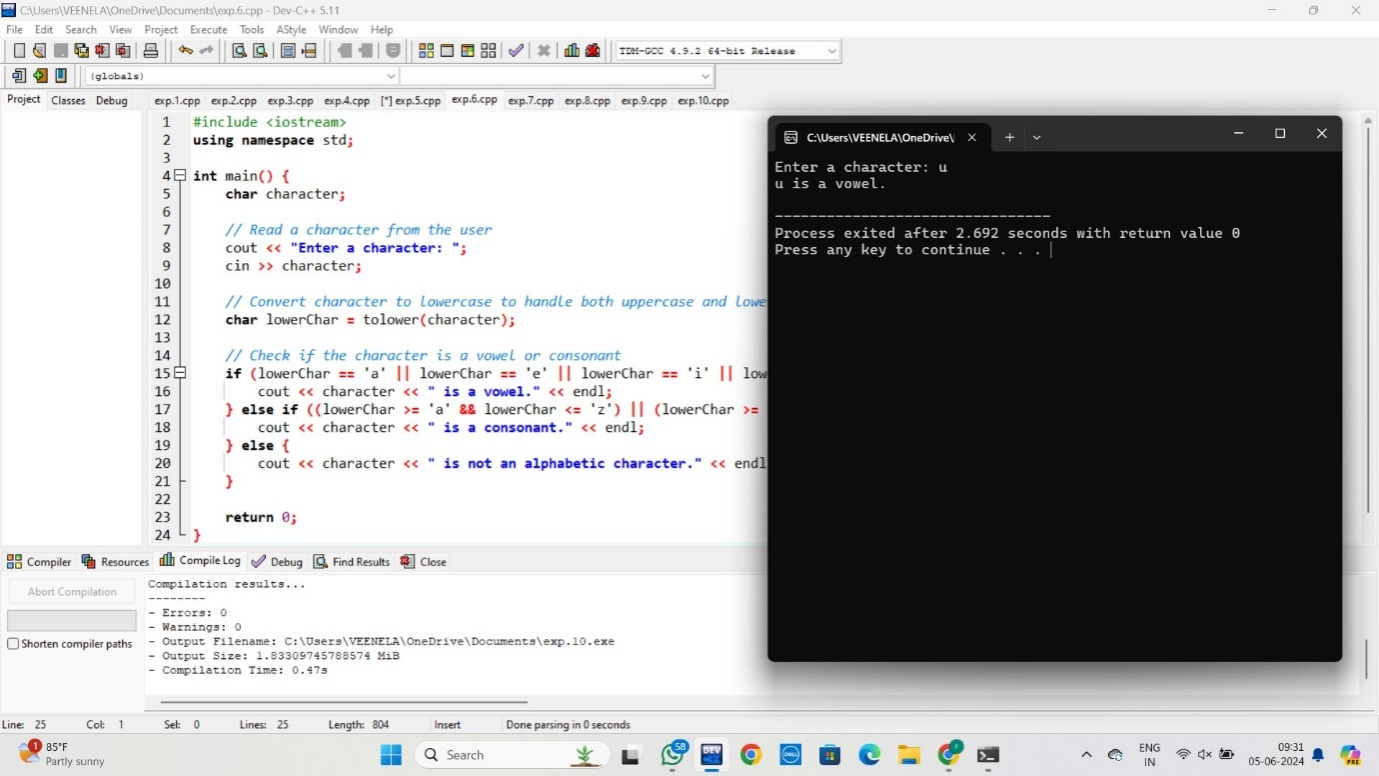 C:\Users\VEENELA\OneDrive\Documents\exp.6.cpp - Dev-C++ 5.11
File Edit Search View Project Execute Tools AStyle Window Help
TDM-GCC 4.9.2 64-bit Release
(globals)
Project Classes Debug exp.1.cpp exp.2.cpp exp.3.cpp exp.4.cpp [*] exp.5.cpp exp.6.cpp exp.7.cpp exp.8.cpp exp.9.cpp exp.10.cpp
1 #include <iostream>
2 using namespace std;
3
4 int main() {
5 char character;
6
7 // Read a character from the user
8 cout << "Enter a character: ";
9 cin >> character;
10
11 // Convert character to lowercase to handle both uppercase and lowe
12 char lowerChar = tolower(character);
13
14 // Check if the character is a vowel or consonant
15 if (lowerChar == 'a' || lowerChar == 'e' || lowerChar == 'i' || low
16 cout << character << " is a vowel." << endl;
17 } else if ((lowerChar >= 'a' && lowerChar <= 'z') || (lowerChar >=
18 cout << character << " is a consonant." << endl;
19 } else {
20 cout << character << " is not an alphabetic character." << endl
21 }
22
23 return 0;
24 }
C:\Users\VEENELA\OneDrive\
Enter a character: u
u is a vowel.
--------------------------------
Process exited after 2.692 seconds with return value 0
Press any key to continue . . .
Compiler Resources Compile Log Debug Find Results Close
Abort Compilation
Shorten compiler paths
Compilation results...
--------
- Errors: 0
- Warnings: 0
- Output Filename: C:\Users\VEENELA\OneDrive\Documents\exp.10.exe
- Output Size: 1.83309745788574 MiB
- Compilation Time: 0.47s
Line: 25 Col: 1 Sel: 0 Lines: 25 Length: 804 Insert Done parsing in 0 seconds
1
85°F
Partly sunny
Search
58
DEV
DELL
ENG
IN
09:31
05-06-2024
PRE